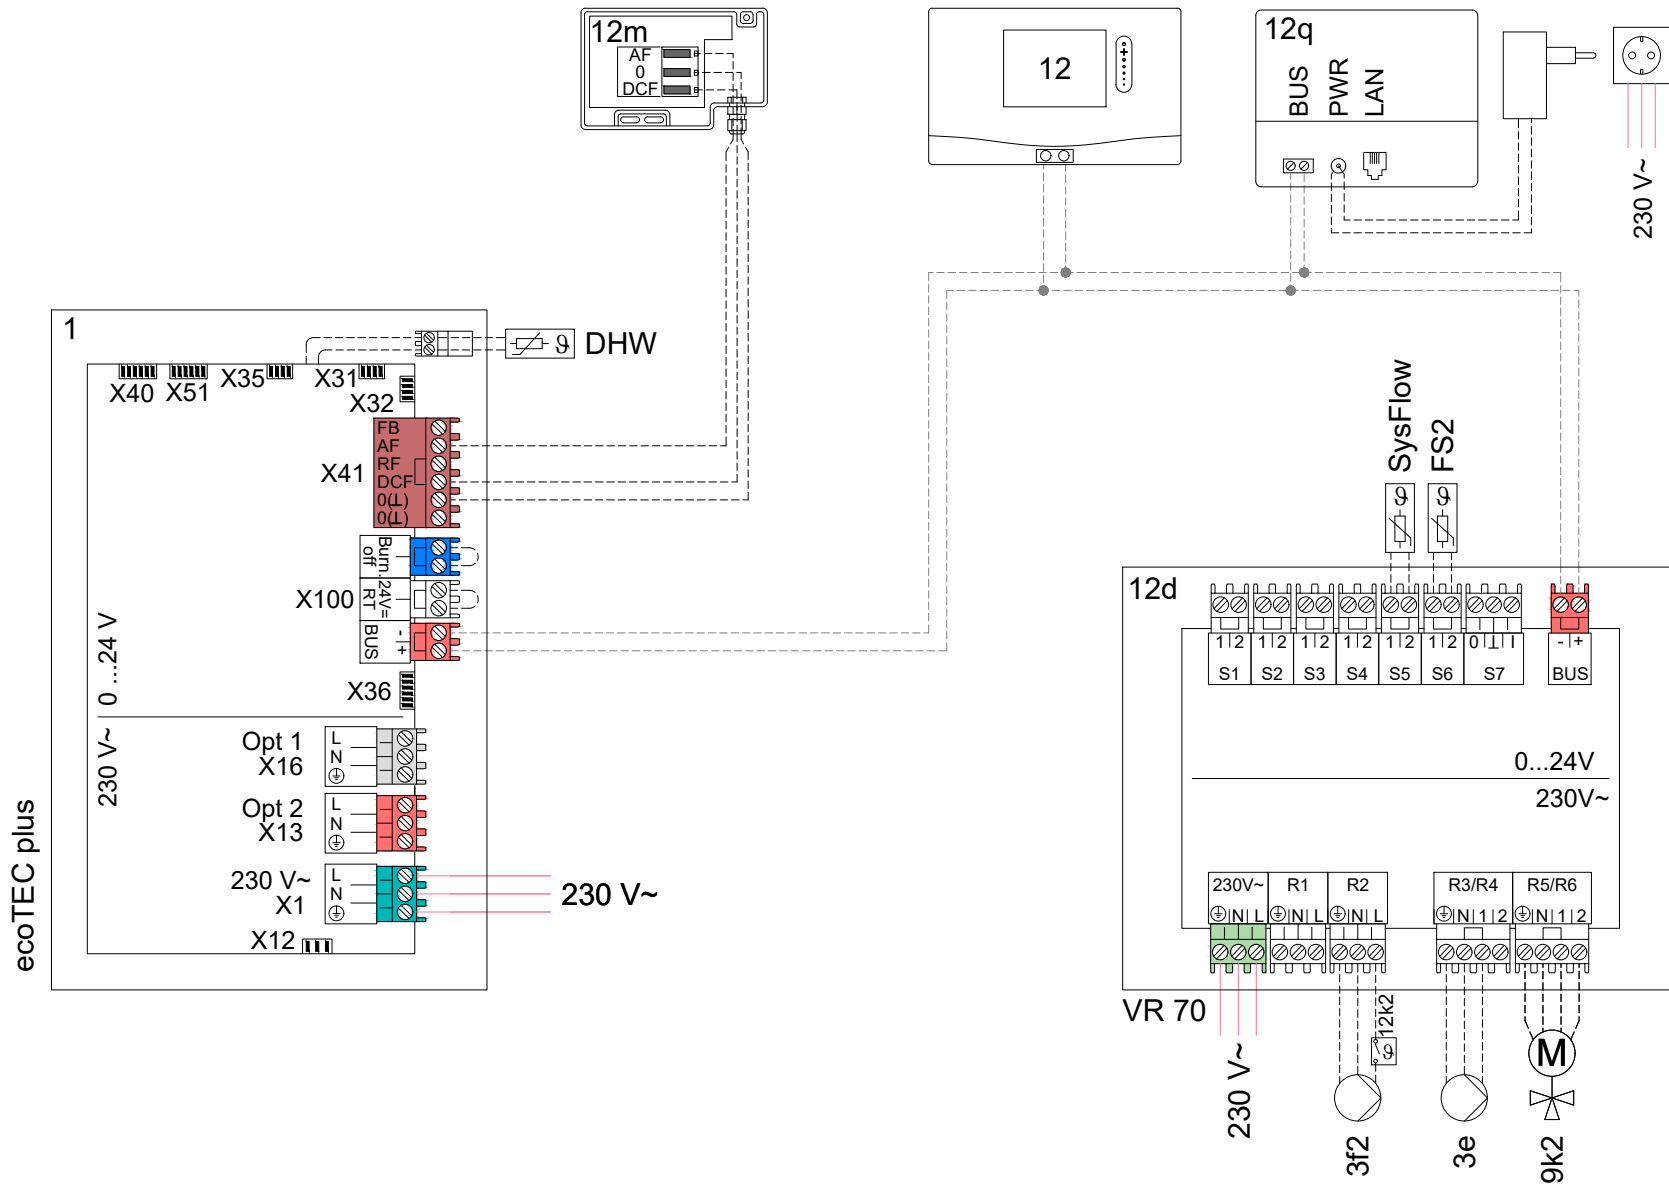 12m
AF
0
DCF
12
12q
BUS
PWR
LAN
230 V~
1
DHW
X40
X51
X35
X31
X32
FB
AF
RF
DCF
0(⊥)
0(⊥)
X41
Burn.
off
24V=
RT
X100
BUS
- +
X36
0 ...24 V
230 V~
Opt 1
X16
L
N
Opt 2
X13
L
N
230 V~
X1
L
N
230 V~
X12
ecoTEC plus
SysFlow
FS2
ϑ
ϑ
ϑ
12d
1 2
1 2
1 2
1 2
1 2
1 2
0 ⊥ I
- +
S1
S2
S3
S4
S5
S6
S7
BUS
0...24V
230V~
230V~
R1
R2
R3/R4
R5/R6
N L
N L
N L
N 1 2
N 1 2
VR 70
230 V~
12k2
ϑ
M
3f2
3e
9k2